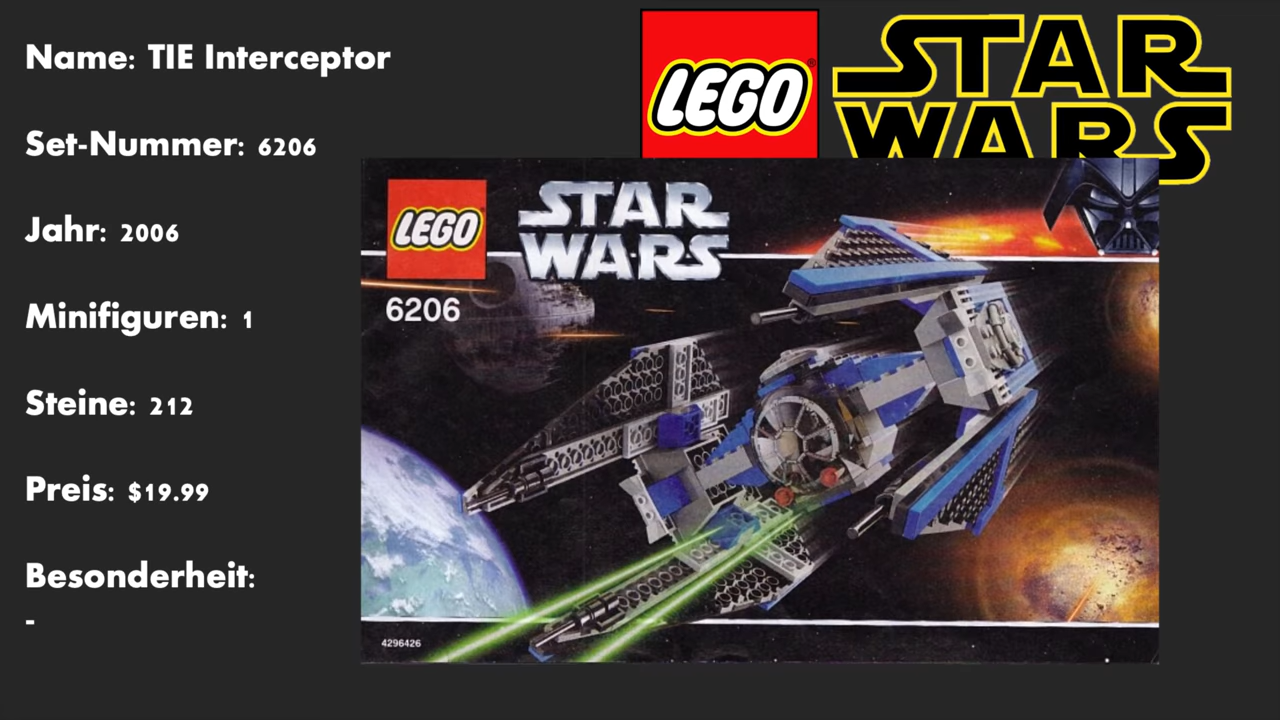 Name: TIE Interceptor
Set-Nummer: 6206
Jahr: 2006
Minifiguren: 1
Steine: 212
Preis: $19.99
Besonderheit:
-
LEGO®
STAR
WARS
LEGO
STAR
WARS
6206
4296426